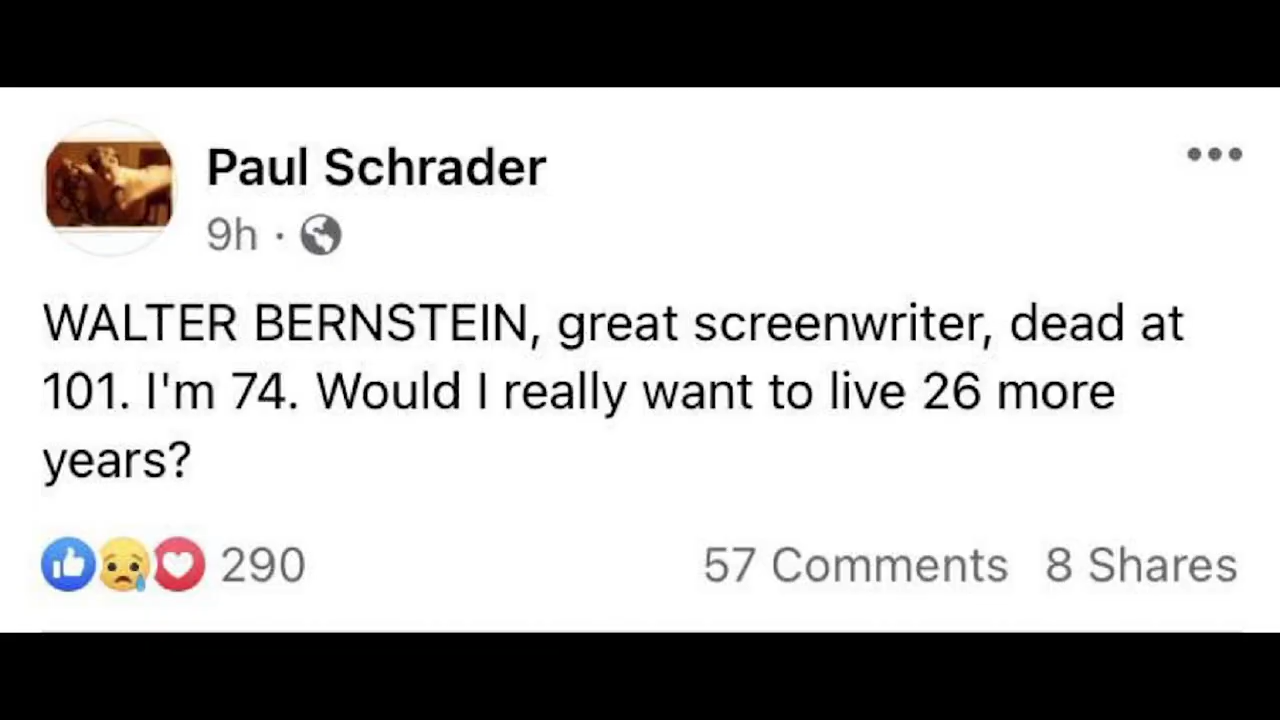 Paul Schrader
9h ·
WALTER BERNSTEIN, great screenwriter, dead at
101. I'm 74. Would I really want to live 26 more
years?
290 57 Comments 8 Shares